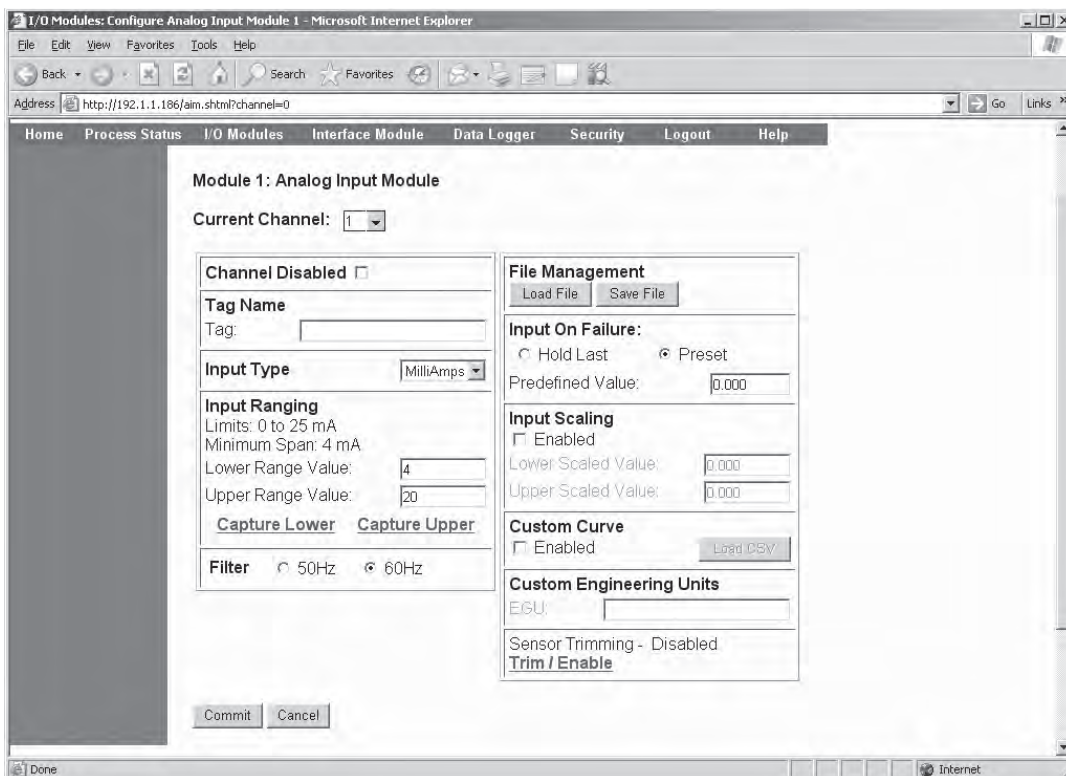 I/O Modules: Configure Analog Input Module 1 - Microsoft Internet Explorer
File Edit View Favorites Tools Help
Back Search Favorites
Address http://192.1.1.186/aim.shtml?channel=0 Go Links »
Home Process Status I/O Modules Interface Module Data Logger Security Logout Help
Module 1: Analog Input Module
Current Channel: 1
Channel Disabled
Tag Name
Tag:
Input Type MilliAmps
Input Ranging
Limits: 0 to 25 mA
Minimum Span: 4 mA
Lower Range Value: 4
Upper Range Value: 20
Capture Lower Capture Upper
Filter 50Hz 60Hz
File Management
Load File Save File
Input On Failure:
Hold Last Preset
Predefined Value: 0.000
Input Scaling
Enabled
Lower Scaled Value: 0.000
Upper Scaled Value: 0.000
Custom Curve
Enabled Load CSV
Custom Engineering Units
EGU:
Sensor Trimming - Disabled
Trim / Enable
Commit Cancel
Done Internet